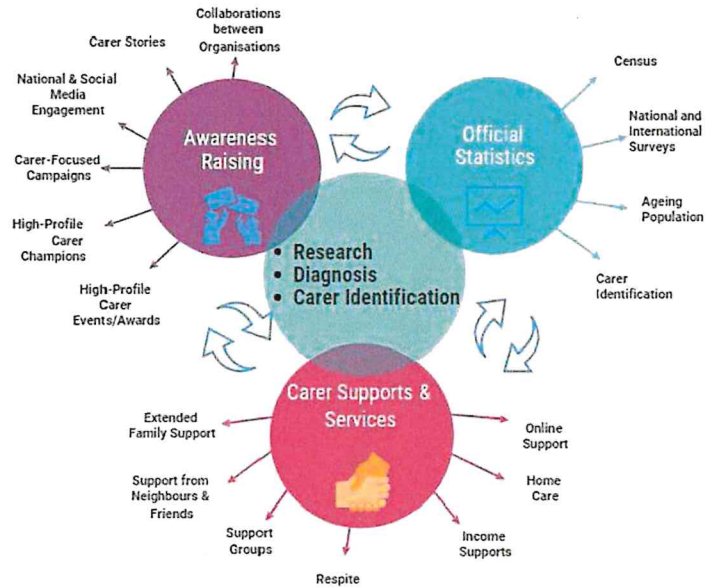 Collaborations
between
Organisations
Carer Stories
National & Social
Media
Engagement
Carer-Focused
Campaigns
High-Profile
Carer
Champions
High-Profile
Carer
Events/Awards
Awareness
Raising
Official
Statistics
Census
National and
International
Surveys
Ageing
Population
Carer
Identification
• Research
• Diagnosis
• Carer Identification
Carer Supports &
Services
Extended
Family Support
Support from
Neighbours &
Friends
Support
Groups
Respite
Income
Supports
Home
Care
Online
Support